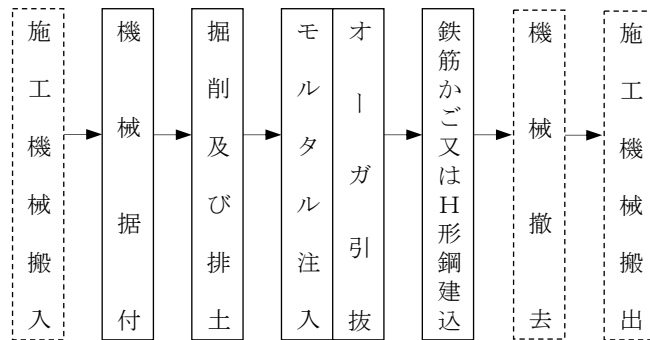 施工機械搬入
機械据付
掘削及び排土
モルタル注入
オーガ引抜
鉄筋かご又はH形鋼建込
機械撤去
施工機械搬出